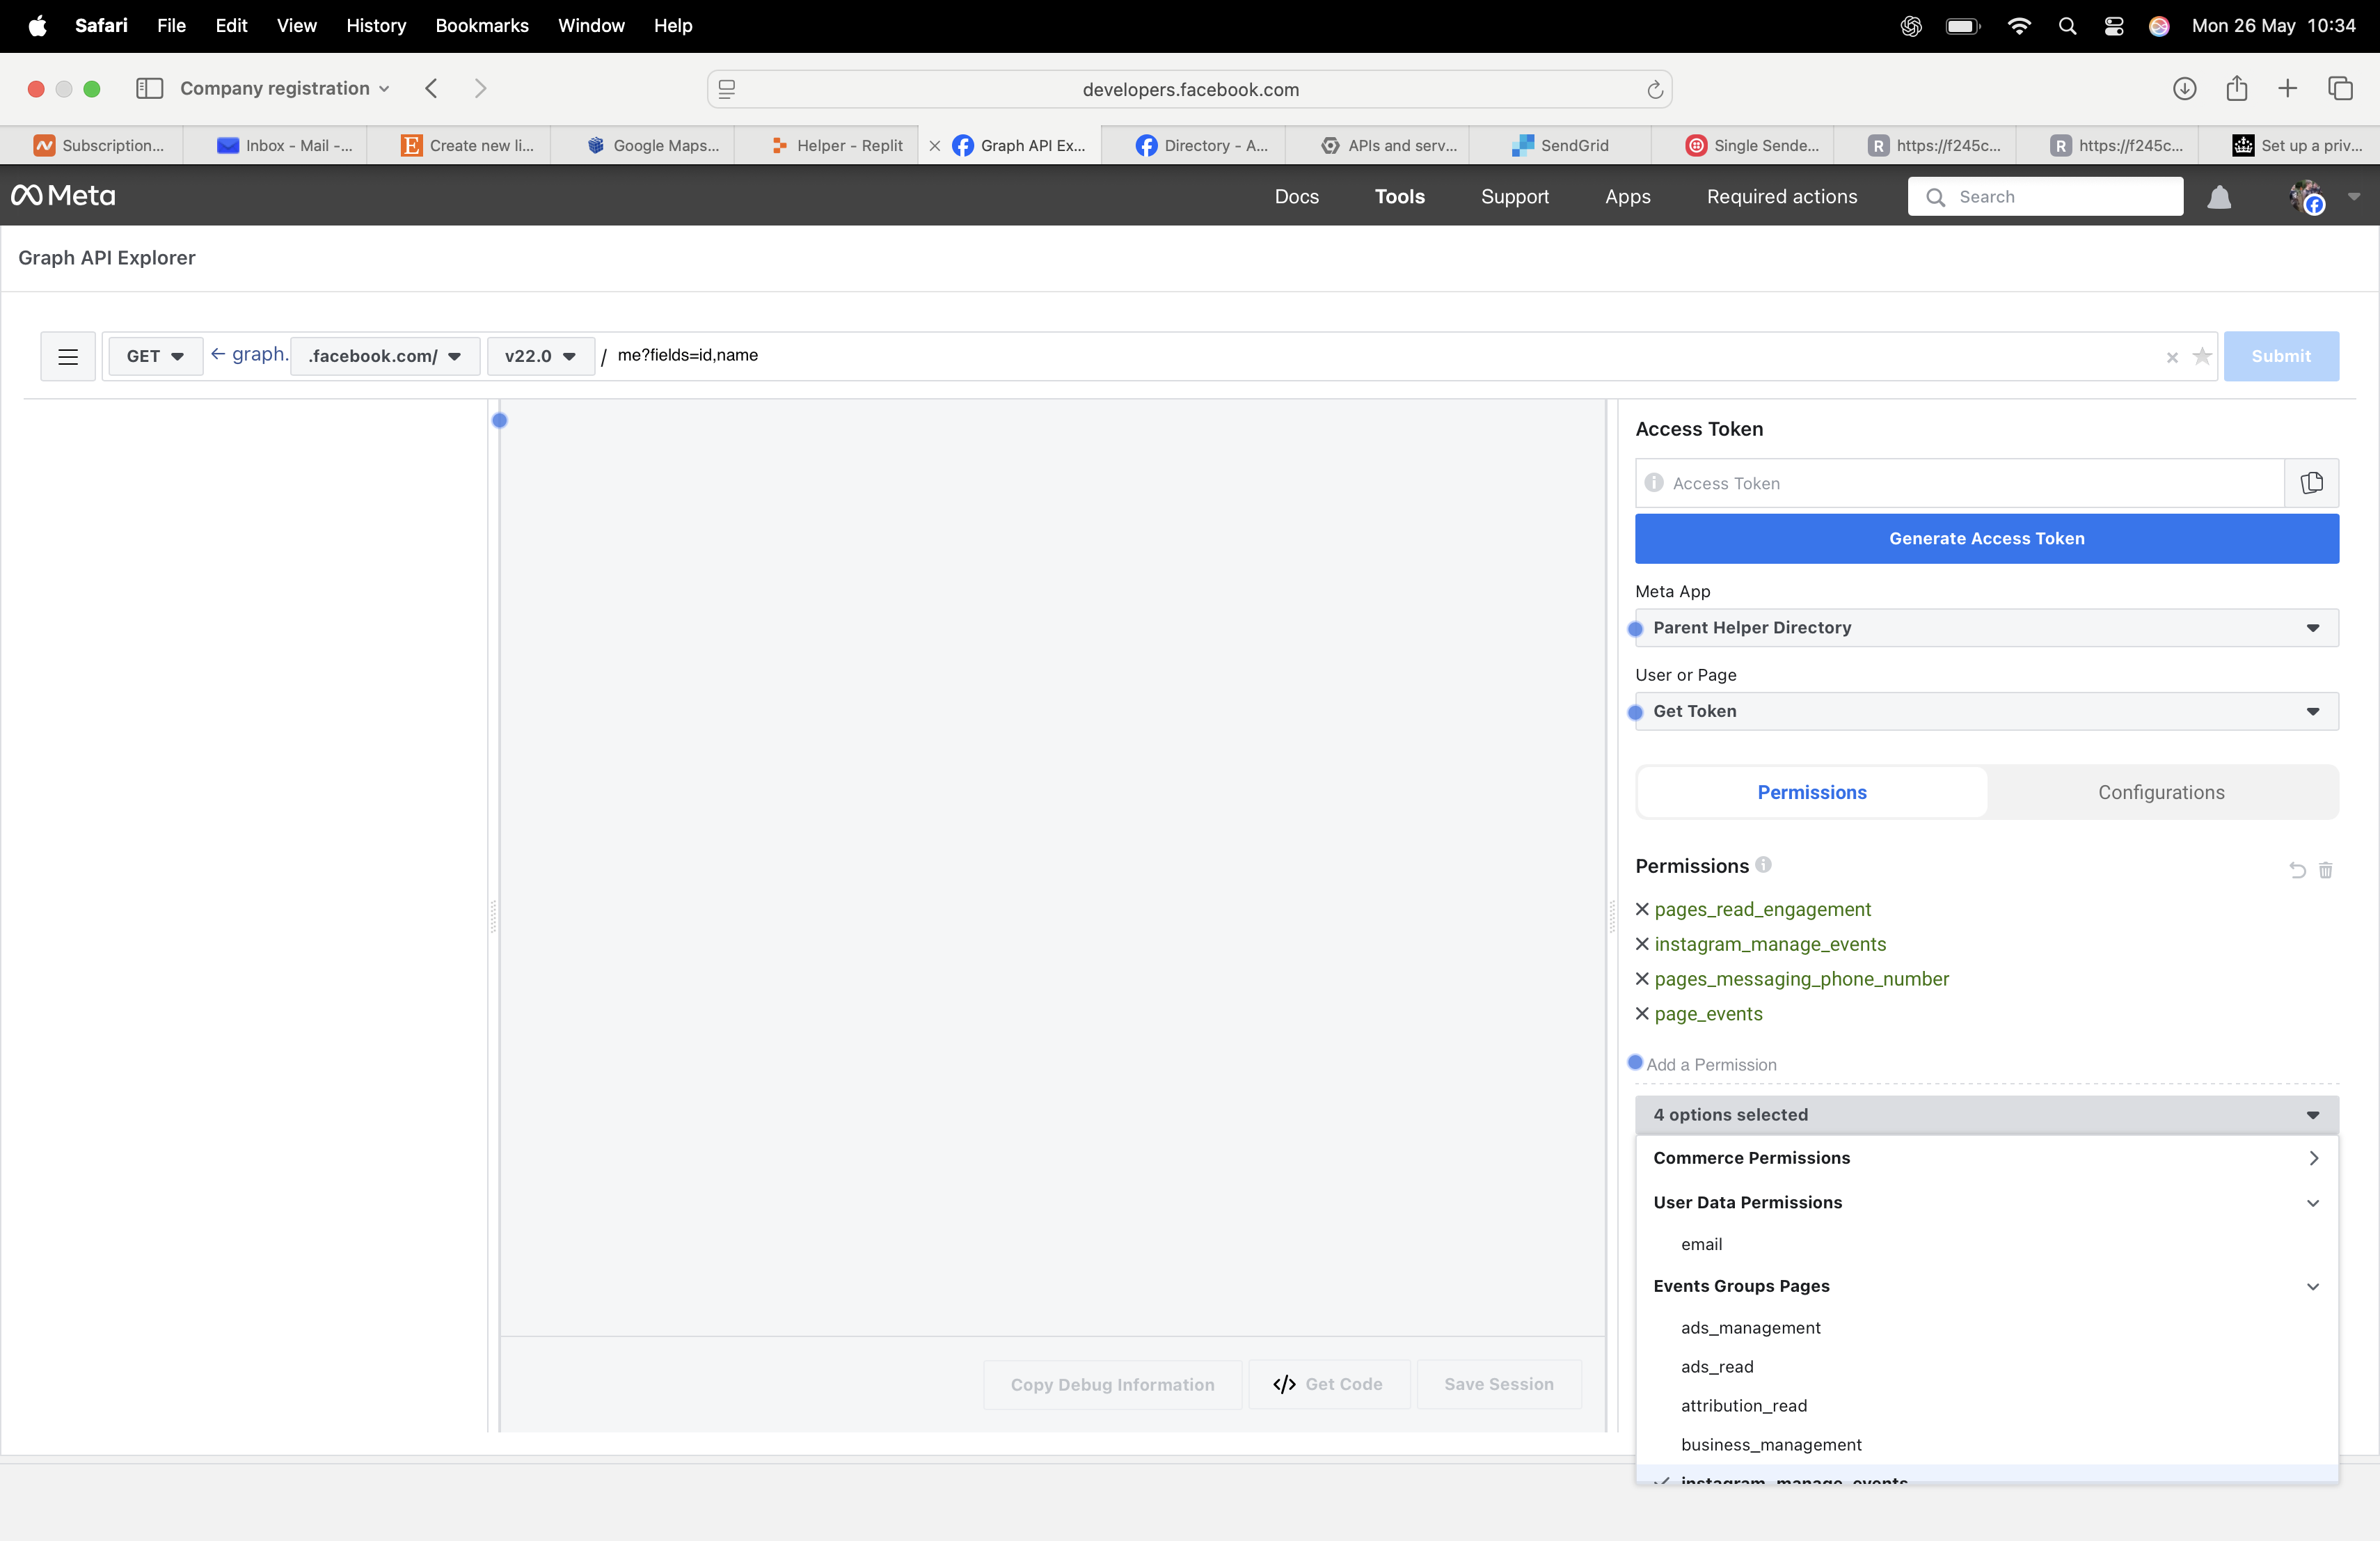 Safari File Edit View History Bookmarks Window Help Mon 26 May 10:34
Company registration developers.facebook.com
Subscription... Inbox - Mail -... Create new li... Google Maps... Helper - Replit Graph API Ex... Directory - A... APIs and serv... SendGrid Single Sende... https://f245c... https://f245c... Set up a priv...
Meta Docs Tools Support Apps Required actions Search
Graph API Explorer
GET ← graph. .facebook.com/ v22.0 / me?fields=id,name × Submit
Access Token
Access Token
Generate Access Token
Meta App
Parent Helper Directory
User or Page
Get Token
Permissions Configurations
Permissions
pages_read_engagement
instagram_manage_events
pages_messaging_phone_number
page_events
Add a Permission
4 options selected
Commerce Permissions
User Data Permissions
email
Events Groups Pages
ads_management
ads_read
attribution_read
business_management
instagram_manage_events
Copy Debug Information </> Get Code Save Session